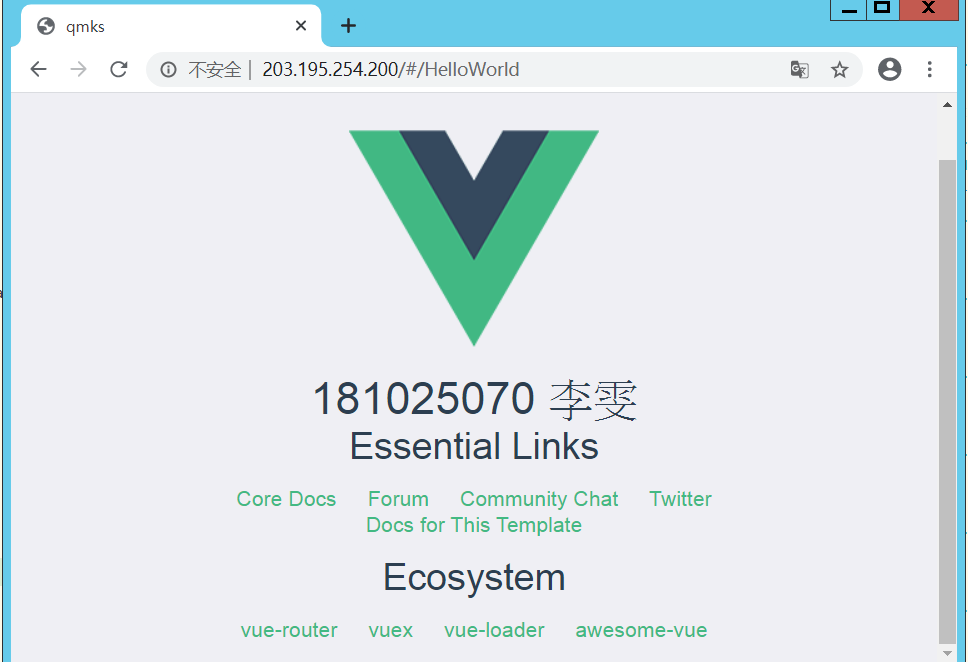 qmks
不安全 | 203.195.254.200/#/HelloWorld
181025070 李雯
Essential Links
Core Docs Forum Community Chat Twitter
Docs for This Template
Ecosystem
vue-router vuex vue-loader awesome-vue